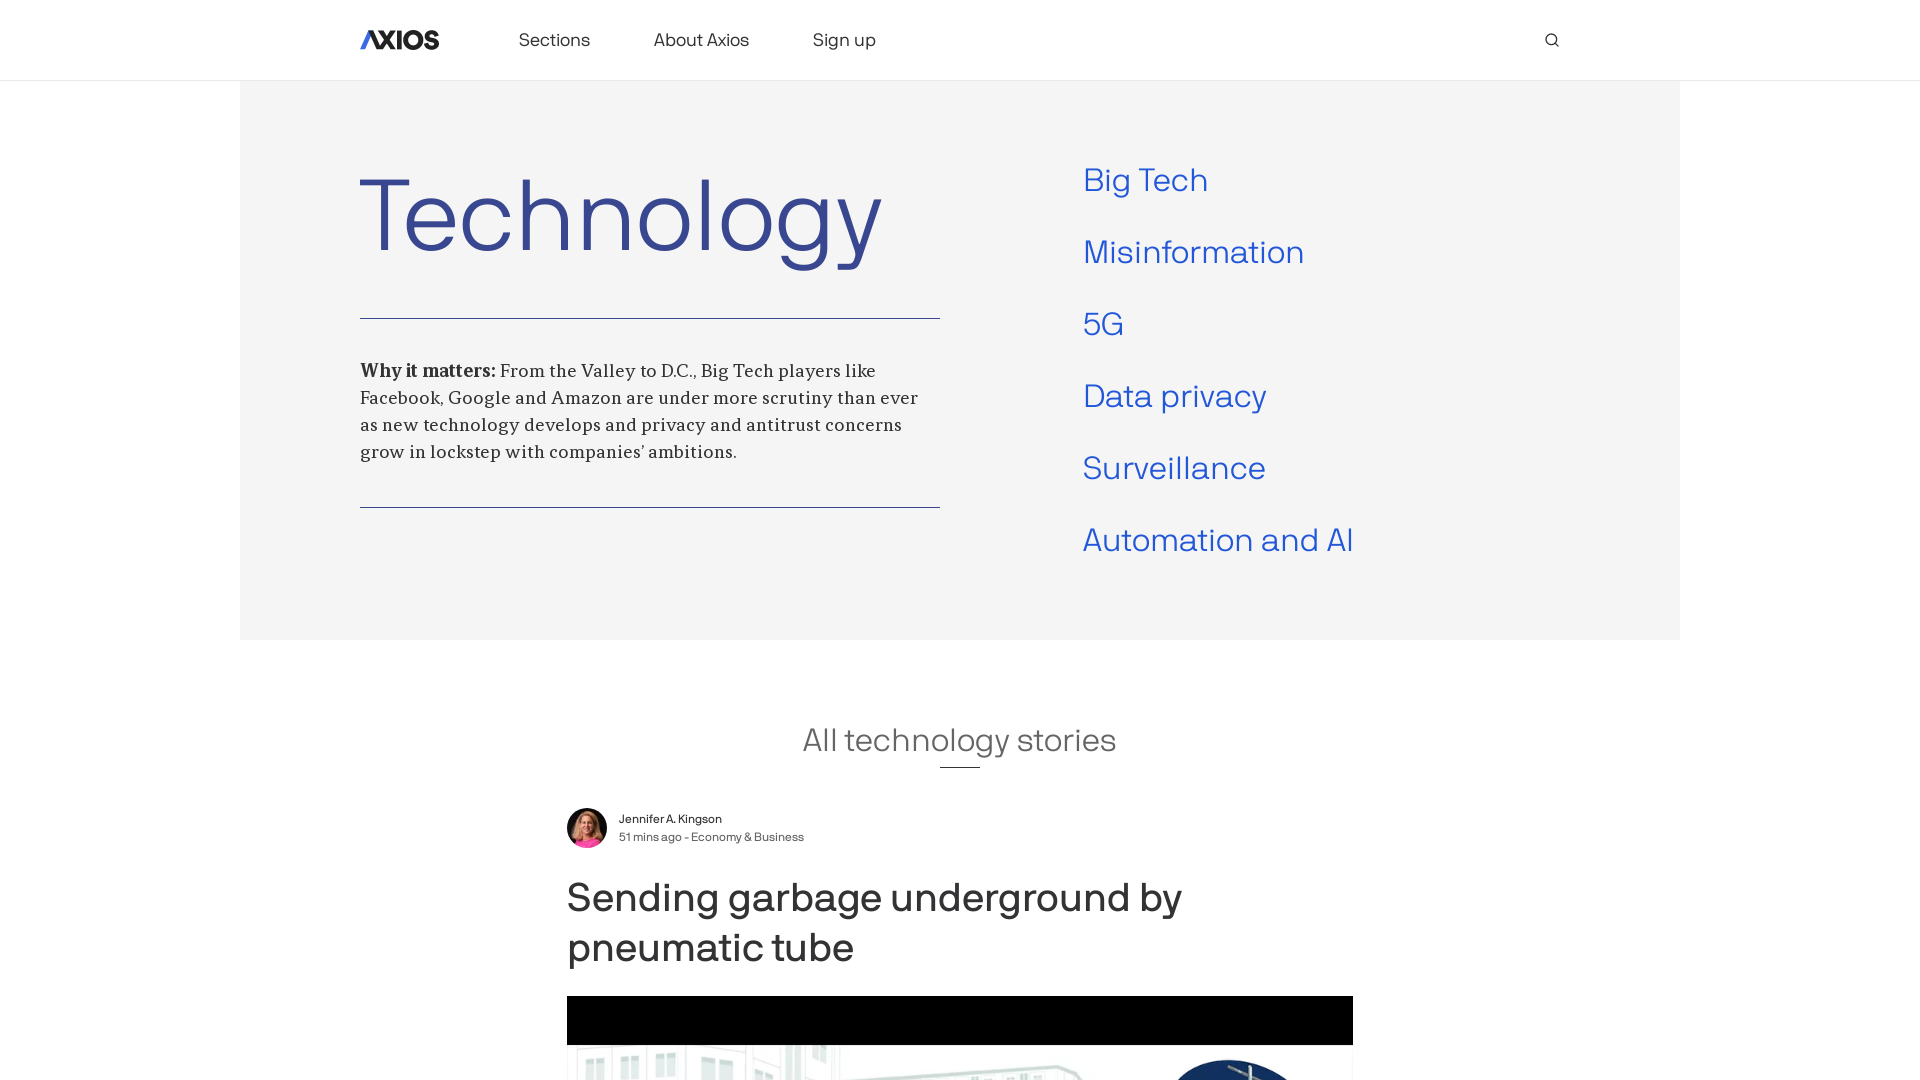 AXIOS
Sections
About Axios
Sign up
Technology
Why it matters: From the Valley to D.C., Big Tech players like
Facebook, Google and Amazon are under more scrutiny than ever
as new technology develops and privacy and antitrust concerns
grow in lockstep with companies’ ambitions.
Big Tech
Misinformation
5G
Data privacy
Surveillance
Automation and AI
All technology stories
Jennifer A. Kingson
51 mins ago - Economy & Business
Sending garbage underground by
pneumatic tube